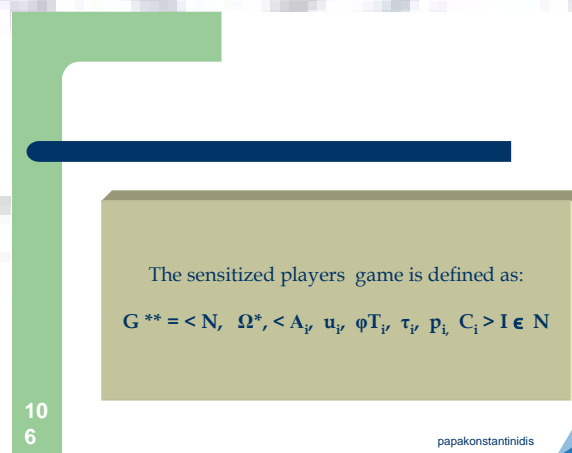 The sensitized players game is defined as:
G ** = < N, Ω*, < Ai, ui, φTi, τi, pi, Ci > I ϵ N
10
6
papakonstantinidis